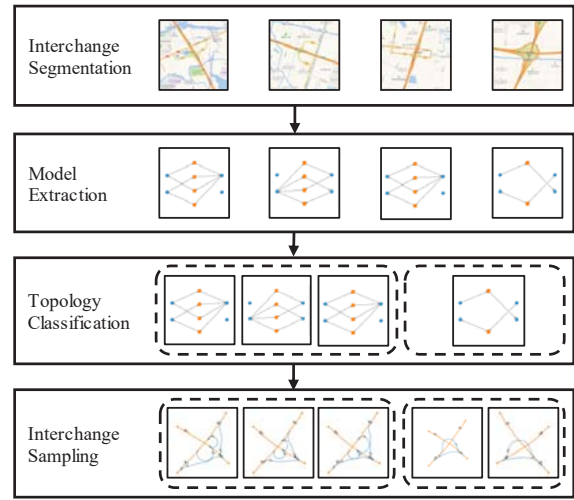 Interchange
Segmentation
Model
Extraction
Topology
Classification
Interchange
Sampling